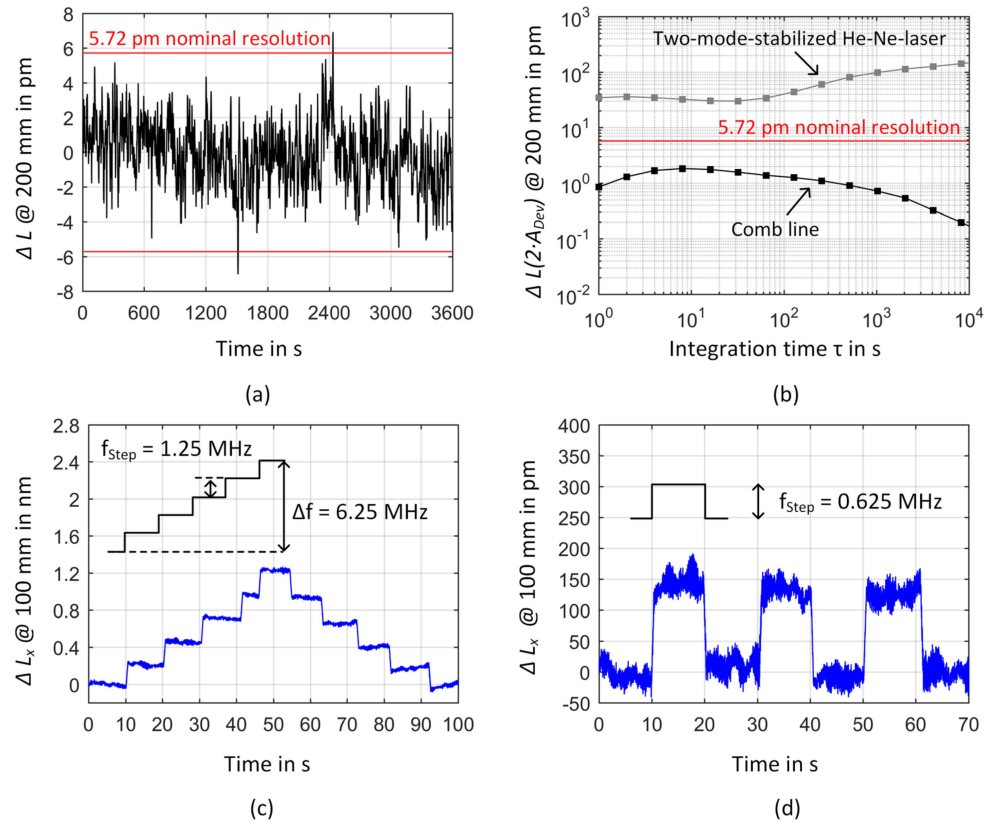 8
6
4
2
0
-2
-4
-6
-8
Δ L @ 200 mm in pm
5.72 pm nominal resolution
0 600 1200 1800 2400 3000 3600
Time in s
(a)
10³
10²
10¹
10⁰
10⁻¹
10⁻²
Δ L(2·A_Dev) @ 200 mm in pm
Two-mode-stabilized He-Ne-laser
5.72 pm nominal resolution
Comb line
10⁰ 10¹ 10² 10³ 10⁴
Integration time τ in s
(b)
2.8
2.4
2.0
1.6
1.2
0.8
0.4
0
Δ Lₓ @ 100 mm in nm
f_Step = 1.25 MHz
Δf = 6.25 MHz
0 10 20 30 40 50 60 70 80 90 100
Time in s
(c)
400
350
300
250
200
150
100
50
0
-50
Δ Lₓ @ 100 mm in pm
f_Step = 0.625 MHz
0 10 20 30 40 50 60 70
Time in s
(d)